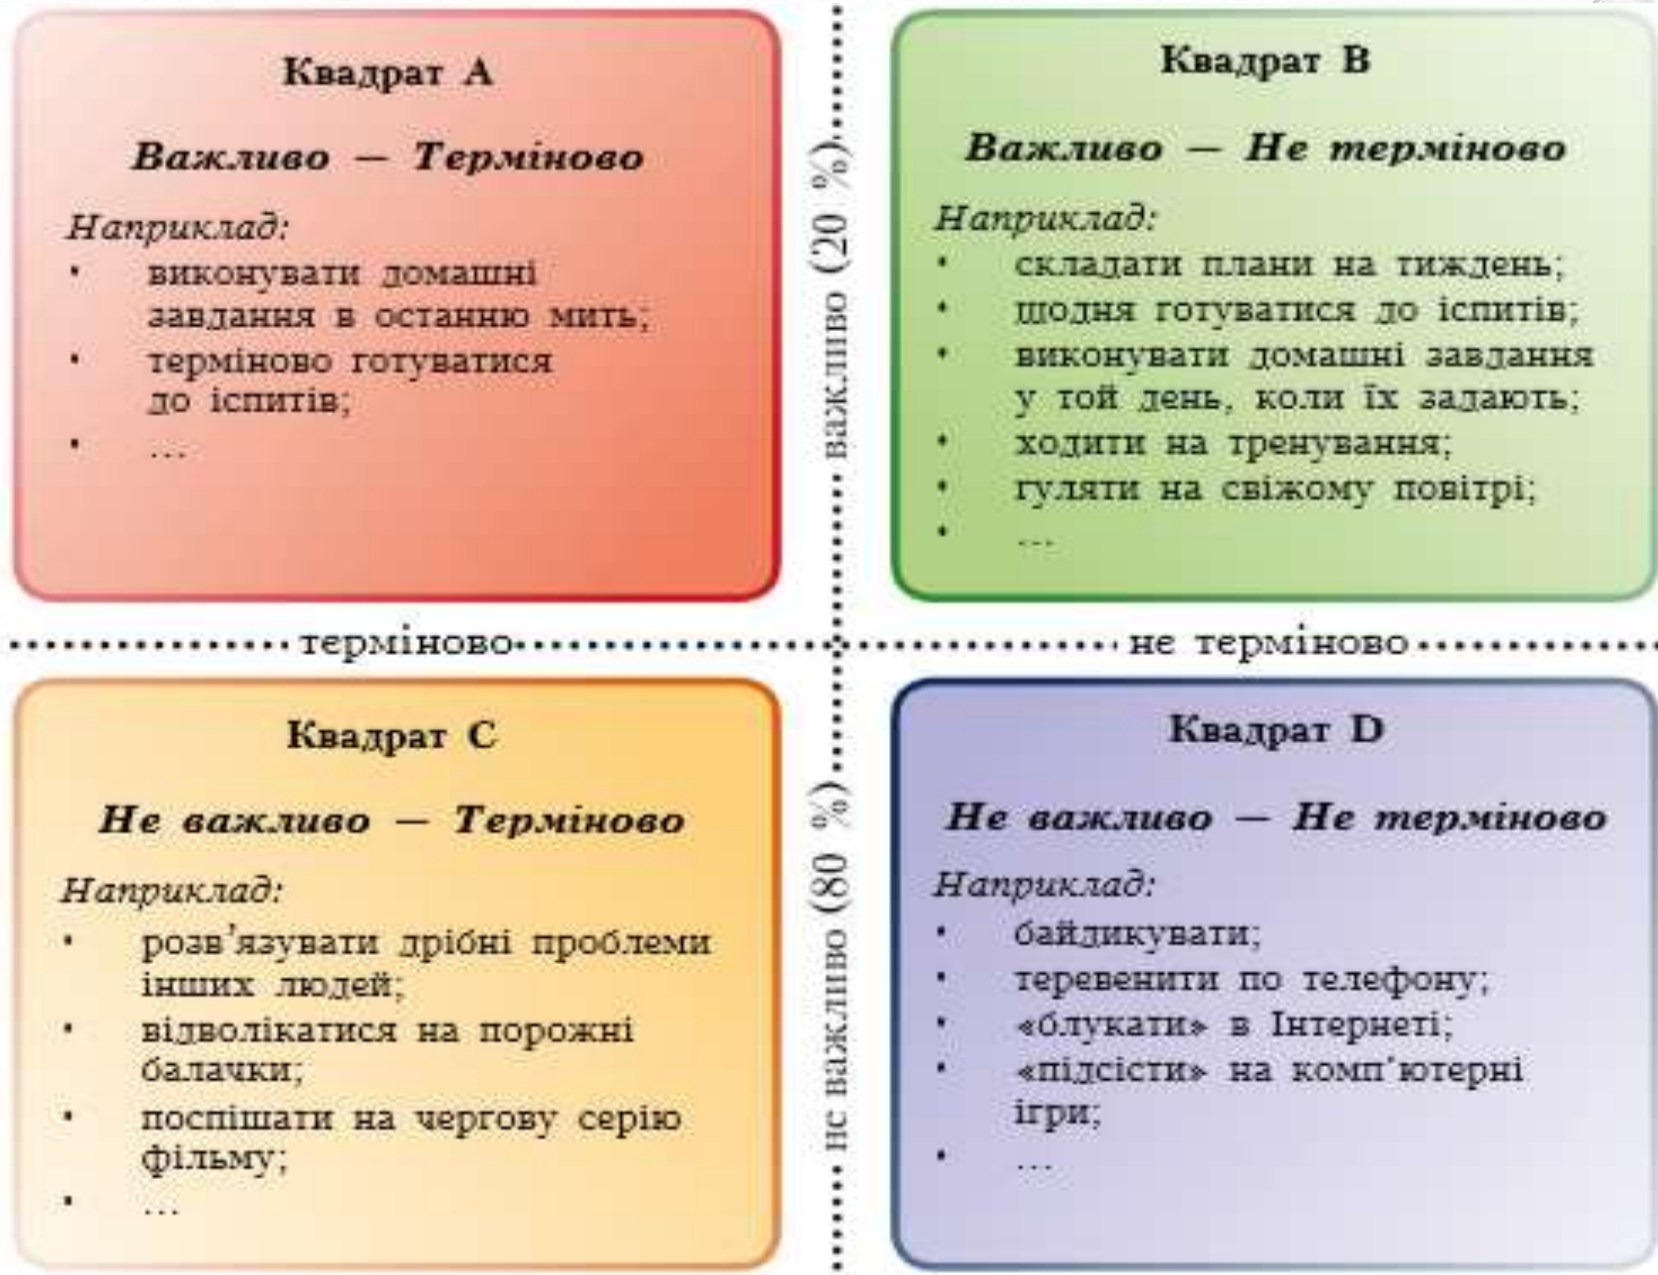 Квадрат А
Важливо — Терміново
Наприклад:
• виконувати домашні
завдання в останню мить;
• терміново готуватися
до іспитів;
• ...
Квадрат В
Важливо — Не терміново
Наприклад:
• складати плани на тиждень;
• щодня готуватися до іспитів;
• виконувати домашні завдання
у той день, коли їх задають;
• ходити на тренування;
• гуляти на свіжому повітрі;
• ...
важливо (20 %)
терміново
не терміново
Квадрат С
Не важливо — Терміново
Наприклад:
• розв’язувати дрібні проблеми
інших людей;
• відволікатися на порожні
балачки;
• поспішати на чергову серію
фільму;
• ...
не важливо (80 %)
Квадрат D
Не важливо — Не терміново
Наприклад:
• байдикувати;
• теревенити по телефону;
• «блукати» в Інтернеті;
• «підсісти» на комп’ютерні
ігри;
• ...